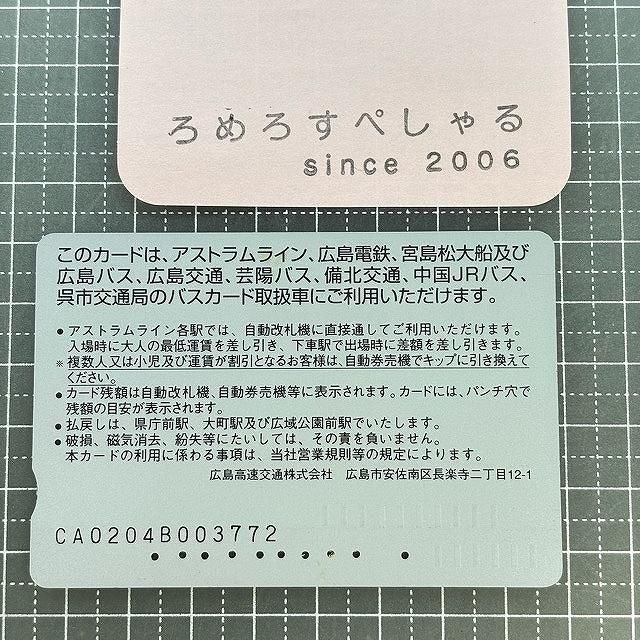 ろめろすぺしゃる
since 2006
このカードは、アストラムライン、広島電鉄、宮島松大船及び
広島バス、広島交通、芸陽バス、備北交通、中国JRバス、
呉市交通局のバスカード取扱車にご利用いただけます。
●アストラムライン各駅では、自動改札機に直接通してご利用いただけます。
入場時に大人の最低運賃を差し引き、下車駅で出場時に差額を差し引きます。
※複数人又は小児及び運賃が割引となるお客様は、自動券売機でキップに引き換えて
ください。
●カード残額は自動改札機、自動券売機等に表示されます。カードには、パンチ穴で
残額の目安が表示されます。
●払戻しは、県庁前駅、大町駅及び広域公園前駅でいたします。
●破損、磁気消去、紛失等にたいしては、その責を負いません。
本カードの利用に係わる事項は、当社営業規則等の規定によります。
広島高速交通株式会社 広島市安佐南区長楽寺二丁目12-1
CA0204B003772